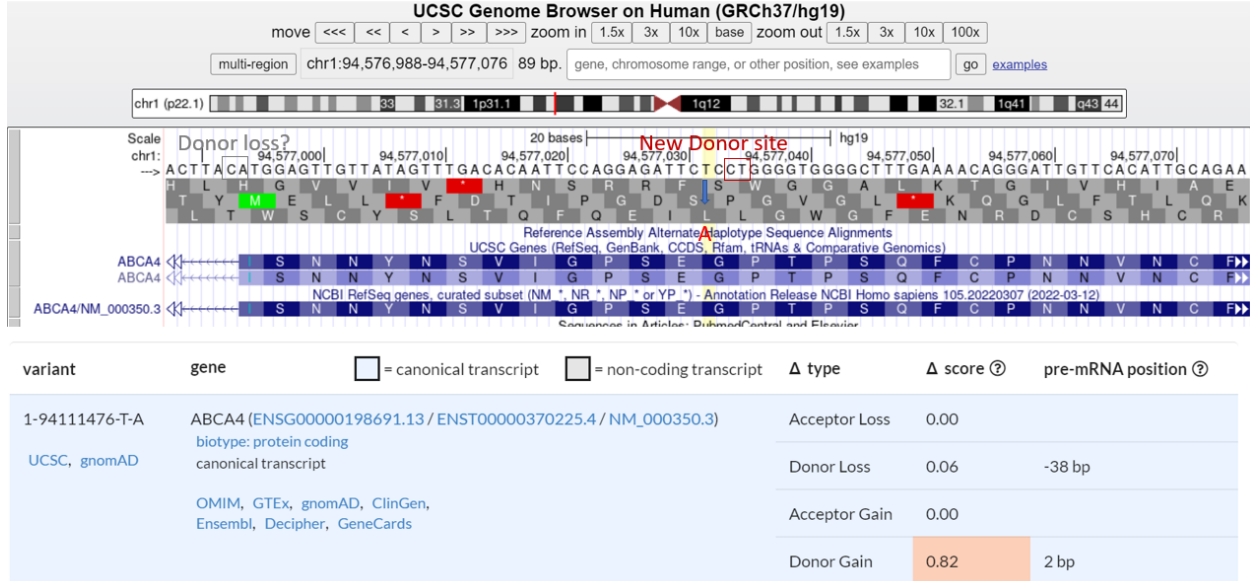 UCSC Genome Browser on Human (GRCh37/hg19)
move <<< << < > >> >>> zoom in 1.5x 3x 10x base zoom out 1.5x 3x 10x 100x
multi-region chr1:94,576,988-94,577,076 89 bp. gene, chromosome range, or other position, see examples go examples
chr1 (p22.1) 33 31.3 1p31.1 1q12 32.1 1q41 q43 44
Scale Donor loss? 20 bases New Donor site hg19
chr1: 94,577,000 94,577,010 94,577,020 94,577,030 94,577,040 94,577,050 94,577,060 94,577,070
---> ACTTACATGGAGTTGTTATAGTTTGACACAATTCCAGGAGATTCTCCCTGGGGTGGGGCTTTGAAAACAGGGATTGTTCACATTGCAGAA
H L H G V V I V * H N S R R F S W G G A L K T G I V H I A E
T Y M E L L * F D T I P G D S P G V G L * K Q G L F T L Q K
L T W S C Y S L T Q F Q E I L L G W G F E N R D C S H C R
A
Reference Assembly Alternate Haplotype Sequence Alignments
UCSC Genes (RefSeq, GenBank, CCDS, Rfam, tRNAs & Comparative Genomics)
ABCA4 I S N N Y N S V I G P S E G P T P S Q F C P N N V N C F
ABCA4 I S N N Y N S V I G P S E G P T P S Q F C P N N V N C F
NCBI RefSeq genes, curated subset (NM_*, NR_*, NP_* or YP_*) - Annotation Release NCBI Homo sapiens 105.20220307 (2022-03-12)
ABCA4/NM_000350.3 I S N N Y N S V I G P S E G P T P S Q F C P N N V N C F
Sequences in Articles: PubmedCentral and Elsevier
variant gene = canonical transcript = non-coding transcript Δ type Δ score ? pre-mRNA position ?
1-94111476-T-A ABCA4 (ENSG00000198691.13 / ENST00000370225.4 / NM_000350.3) Acceptor Loss 0.00
biotype: protein coding
UCSC, gnomAD canonical transcript
Donor Loss 0.06 -38 bp
OMIM, GTEx, gnomAD, ClinGen,
Ensembl, Decipher, GeneCards
Acceptor Gain 0.00
Donor Gain 0.82 2 bp